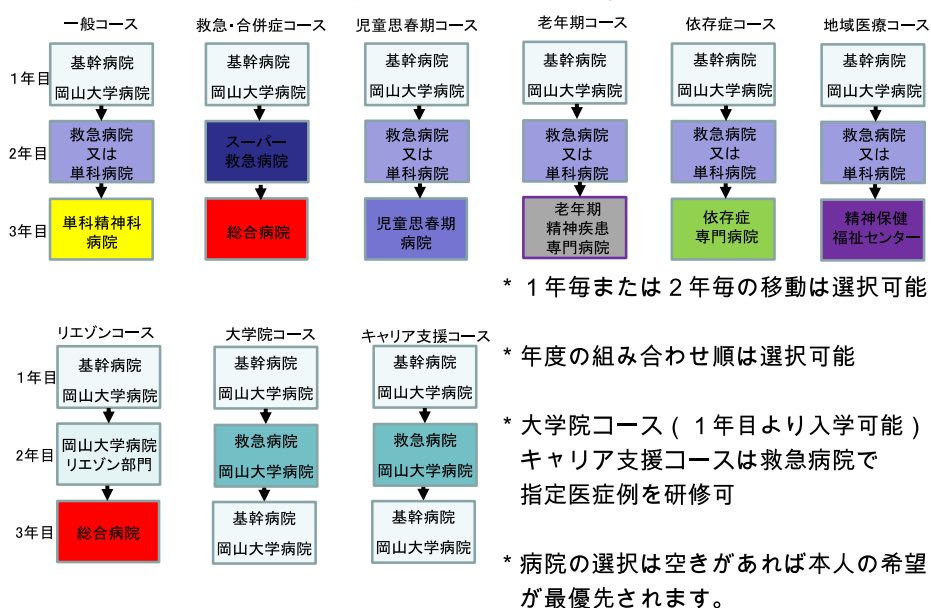 一般コース
救急・合併症コース
児童思春期コース
老年期コース
依存症コース
地域医療コース
1年目
基幹病院
岡山大学病院
基幹病院
岡山大学病院
基幹病院
岡山大学病院
基幹病院
岡山大学病院
基幹病院
岡山大学病院
基幹病院
岡山大学病院
2年目
救急病院
又は
単科病院
スーパー
救急病院
救急病院
又は
単科病院
救急病院
又は
単科病院
救急病院
又は
単科病院
救急病院
又は
単科病院
3年目
単科精神科
病院
総合病院
児童思春期
病院
老年期
精神疾患
専門病院
依存症
専門病院
精神保健
福祉センター
* １年毎または２年毎の移動は選択可能
リエゾンコース
大学院コース
キャリア支援コース
1年目
基幹病院
岡山大学病院
基幹病院
岡山大学病院
基幹病院
岡山大学病院
2年目
岡山大学病院
リエゾン部門
救急病院
岡山大学病院
救急病院
岡山大学病院
3年目
総合病院
基幹病院
岡山大学病院
基幹病院
岡山大学病院
* 年度の組み合わせ順は選択可能
* 大学院コース（１年目より入学可能）
キャリア支援コースは救急病院で
指定医症例を研修可
* 病院の選択は空きがあれば本人の希望
が最優先されます。